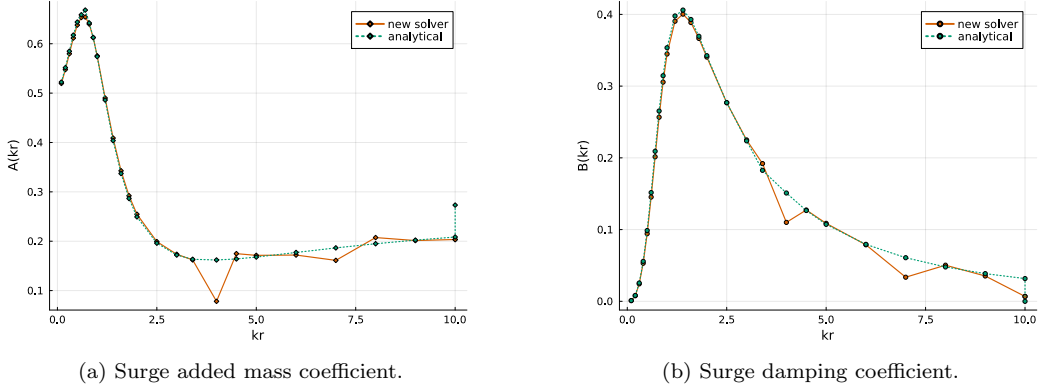 new solver
analytical
A(kr)
0.6
0.5
0.4
0.3
0.2
0.1
0.0
2.5
5.0
7.5
10.0
kr
(a) Surge added mass coefficient.
new solver
analytical
B(kr)
0.4
0.3
0.2
0.1
0.0
0.0
2.5
5.0
7.5
10.0
kr
(b) Surge damping coefficient.